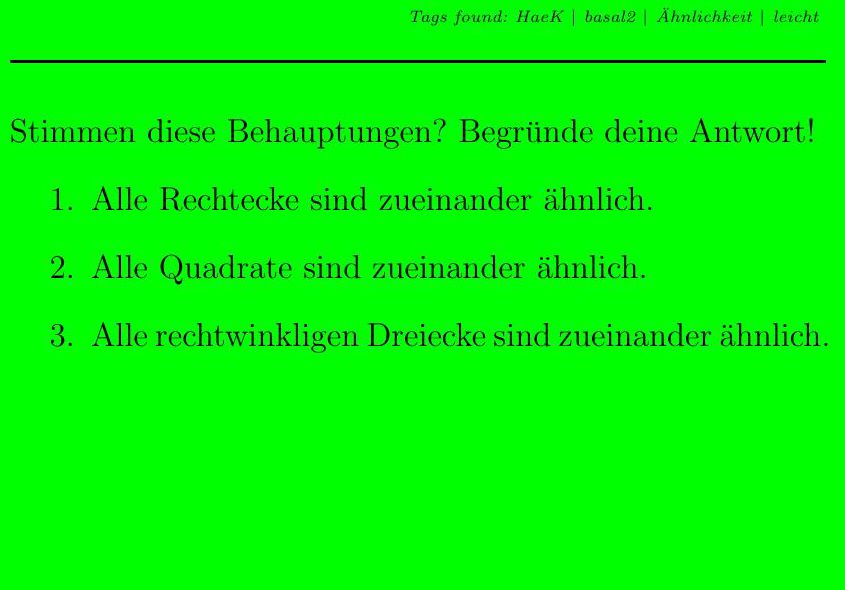 Tags found: HaeK | basal2 | Ähnlichkeit | leicht
Stimmen diese Behauptungen? Begründe deine Antwort!
1. Alle Rechtecke sind zueinander ähnlich.
2. Alle Quadrate sind zueinander ähnlich.
3. Alle rechtwinkligen Dreiecke sind zueinander ähnlich.